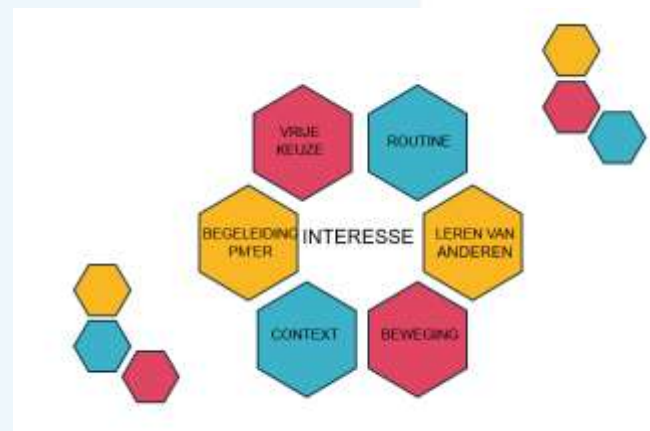 VRIJE
KEUZE
ROUTINE
BEGELEIDING
PM'ER
INTERESSE
LEREN VAN
ANDEREN
CONTEXT
BEWEGING